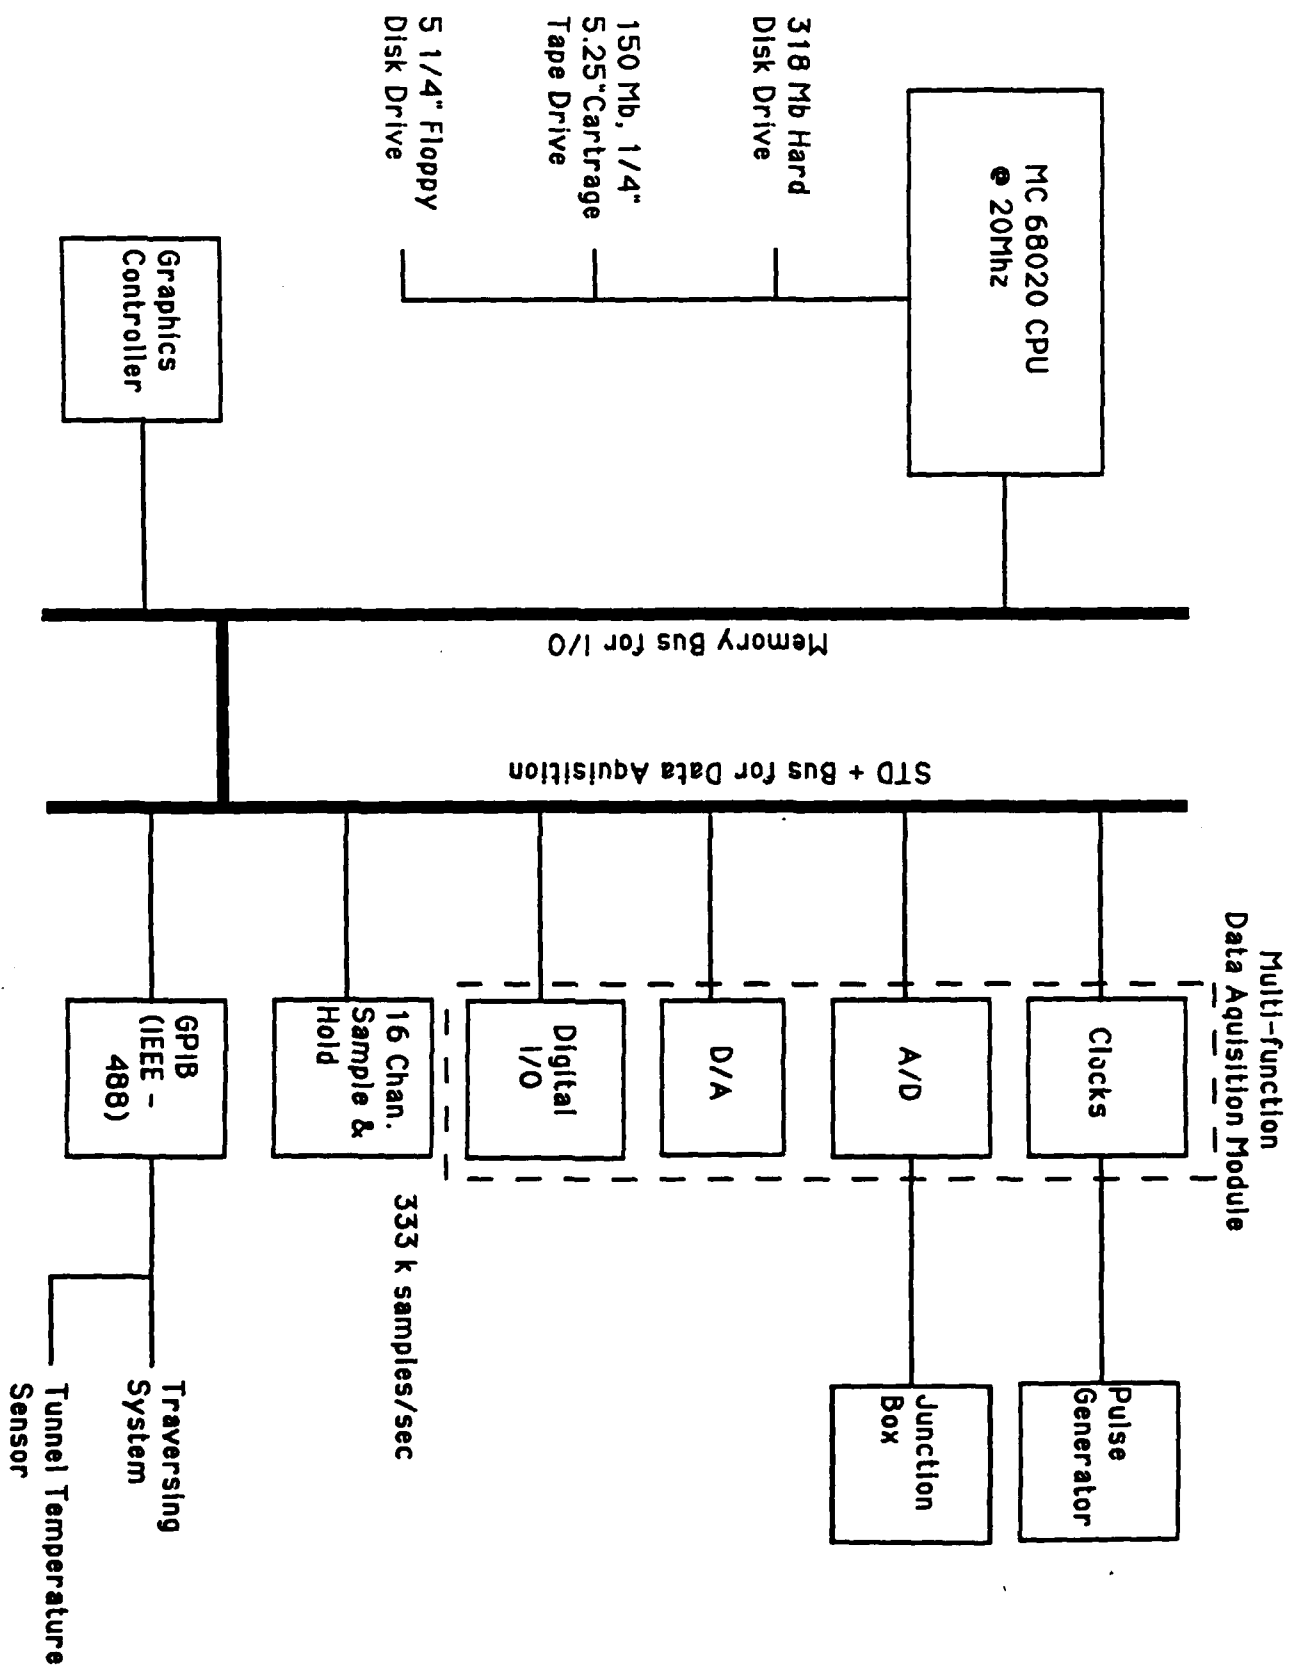 318 Mb Hard
Disk Drive
150 Mb, 1/4"
5.25"Cartrage
Tape Drive
5 1/4" Floppy
Disk Drive
MC 68020 CPU
@ 20Mhz
Graphics
Controller
Memory Bus for I/O
STD + Bus for Data Aquisition
Multi-function
Data Aquisition Module
Clocks
A/D
D/A
Digital
I/O
16 Chan.
Sample &
Hold
GPIB
(IEEE -
488)
333 k samples/sec
Pulse
Generator
Junction
Box
Traversing
System
Tunnel Temperature
Sensor